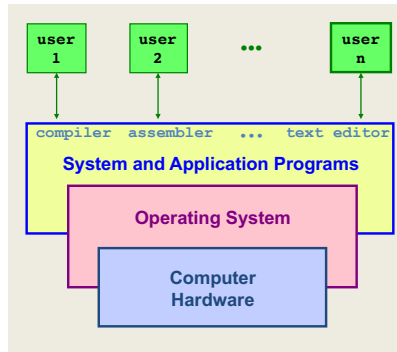 user user user
1 2 ... n
compiler assembler ... text editor
System and Application Programs
Operating System
Computer
Hardware